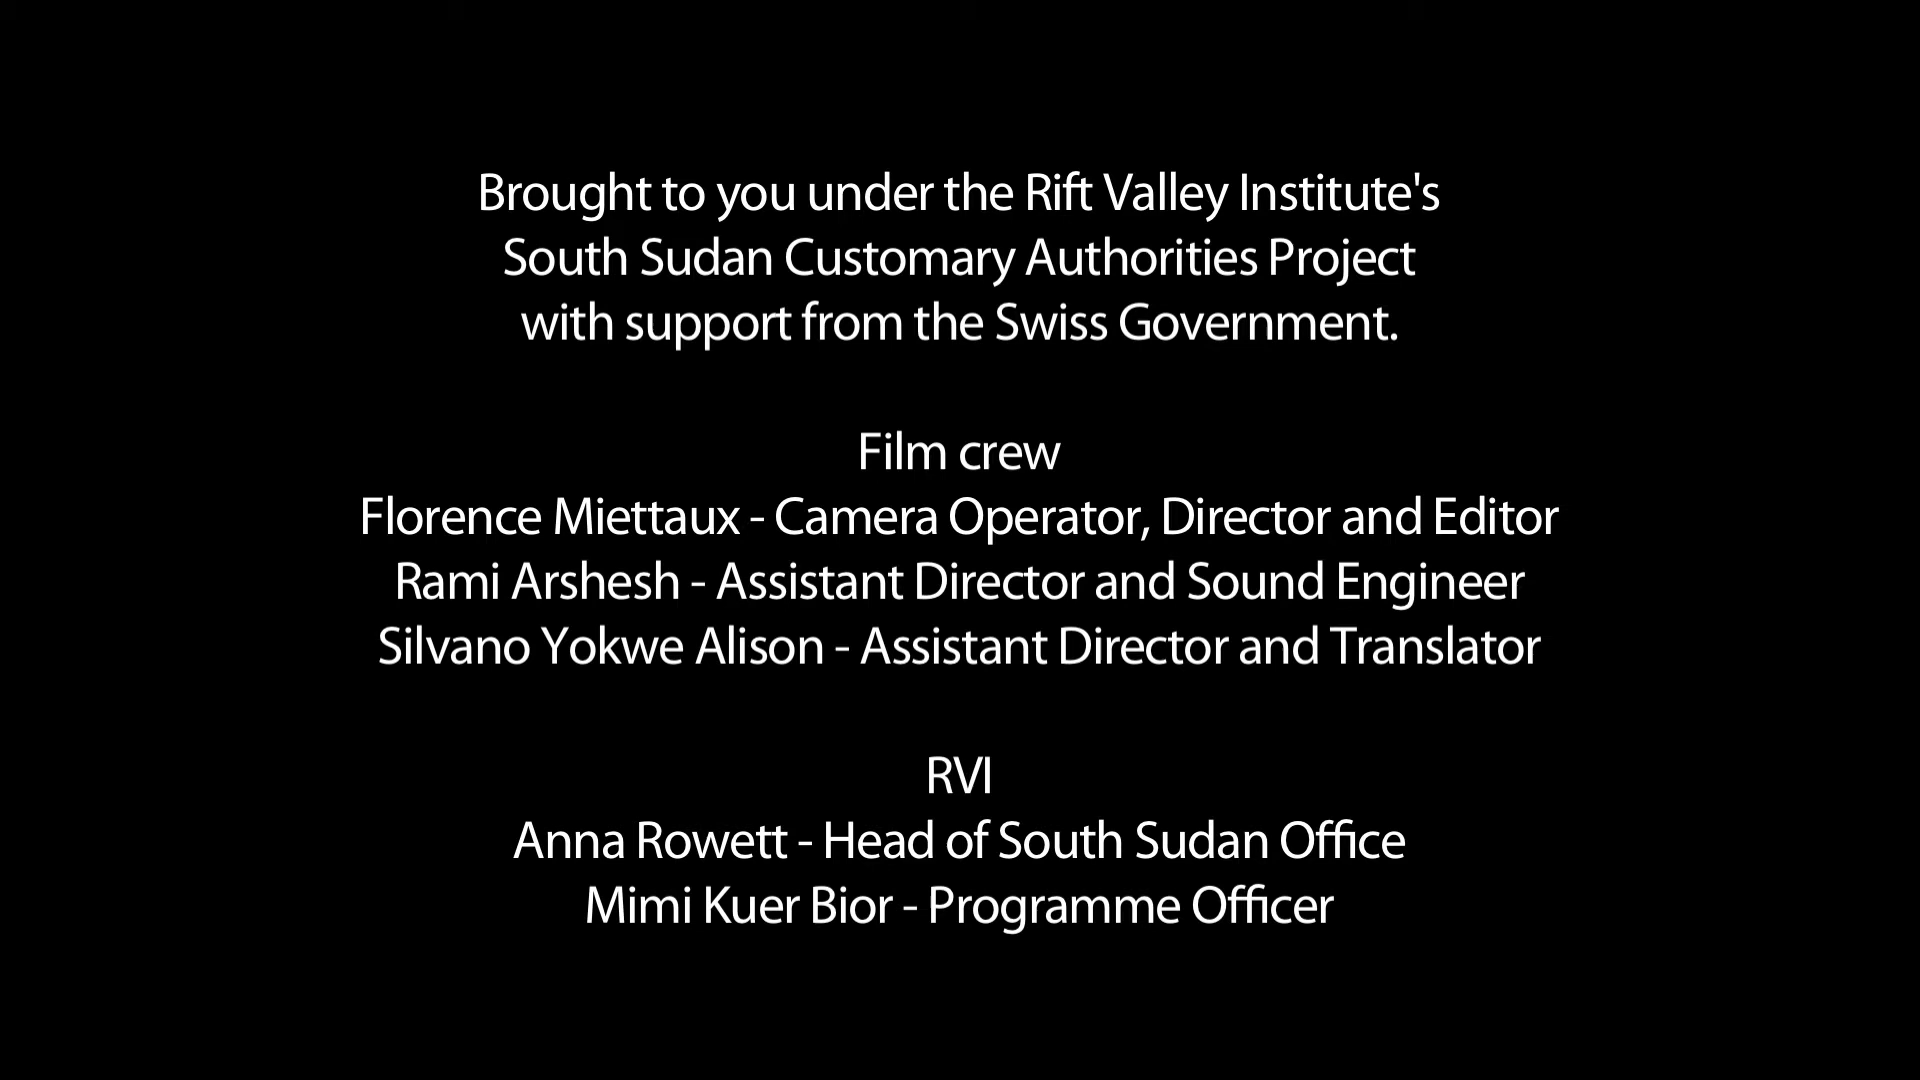 Brought to you under the Rift Valley Institute's
South Sudan Customary Authorities Project
with support from the Swiss Government.
Film crew
Florence Miettaux - Camera Operator, Director and Editor
Rami Arshesh - Assistant Director and Sound Engineer
Silvano Yokwe Alison - Assistant Director and Translator
RVI
Anna Rowett - Head of South Sudan Office
Mimi Kuer Bior - Programme Officer